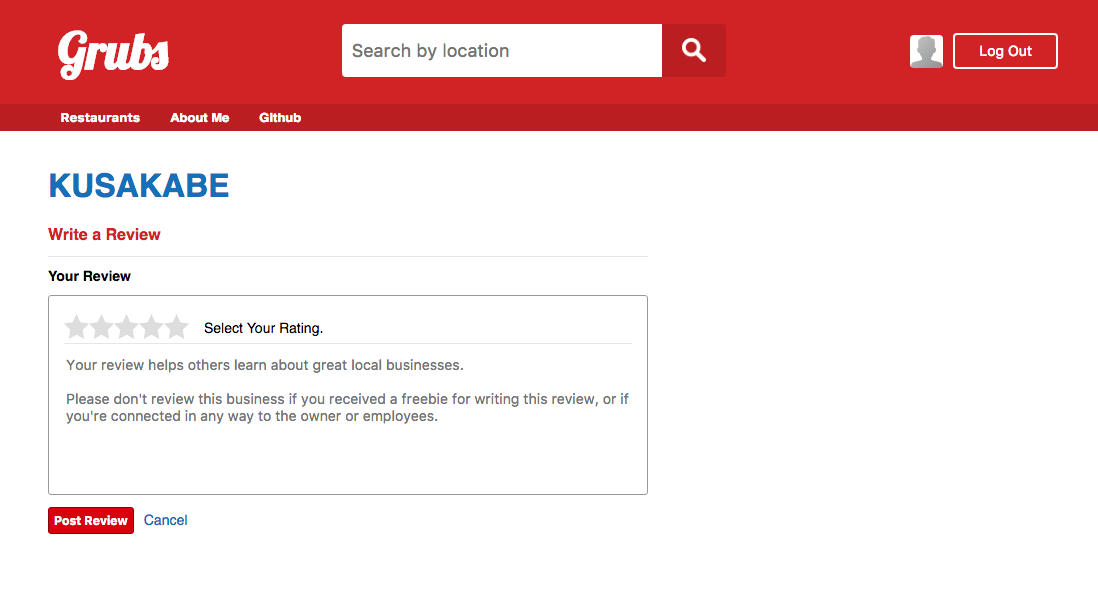 Grubs
Search by location
Log Out
Restaurants About Me Github
KUSAKABE
Write a Review
Your Review
Select Your Rating.
Your review helps others learn about great local businesses.
Please don't review this business if you received a freebie for writing this review, or if
you're connected in any way to the owner or employees.
Post Review Cancel